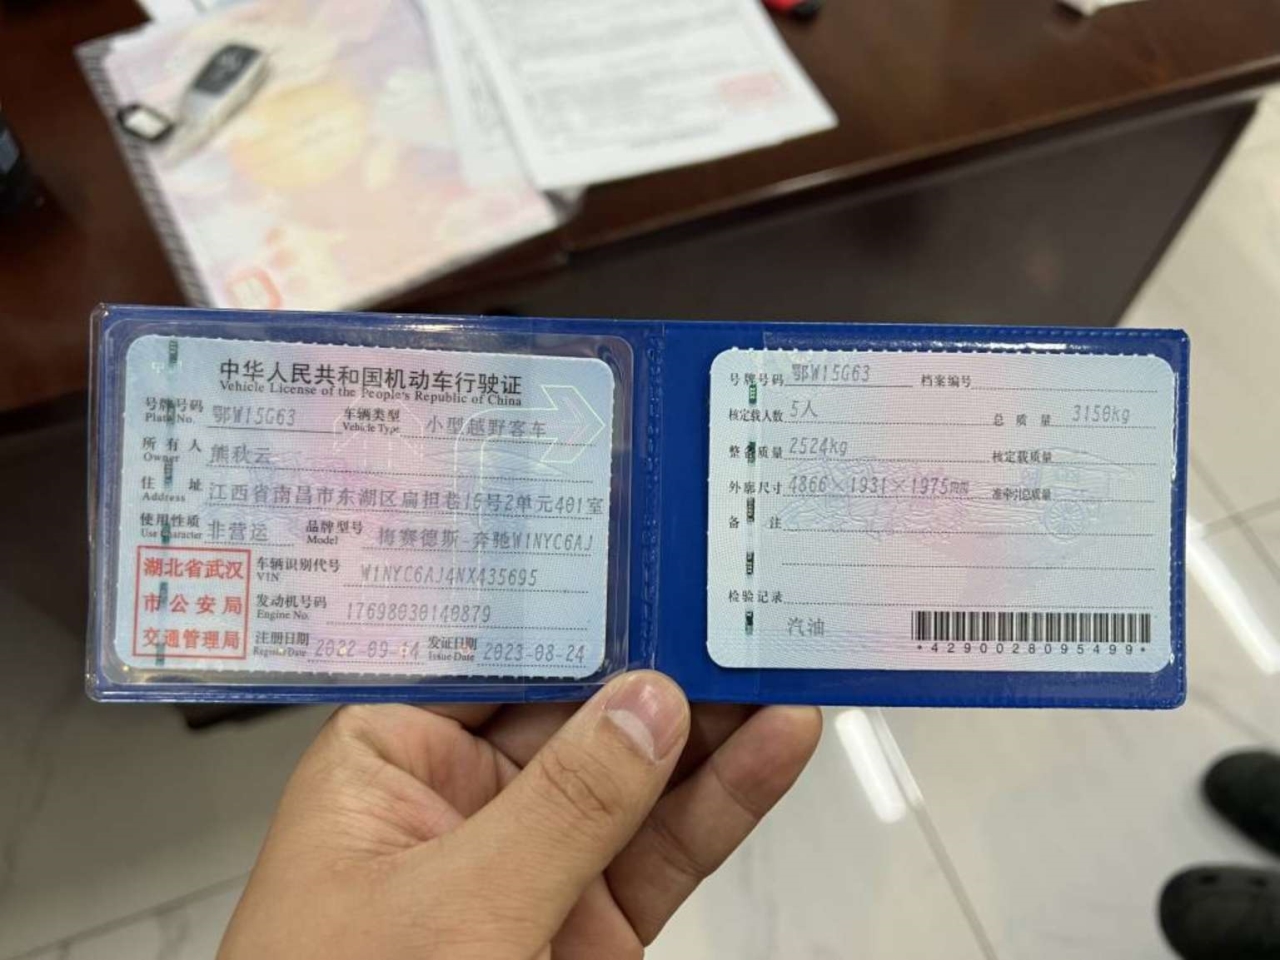 中华人民共和国机动车行驶证
Vehicle License of the People's Republic of China
号牌号码 Plate No. 鄂W15G63 车辆类型 Vehicle Type 小型越野客车
所有人 Owner 熊秋云
住址 Address 江西省南昌市东湖区扁担巷16号2单元401室
使用性质 Use Character 非营运 品牌型号 Model 梅赛德斯-奔驰W1NYC6AJ
湖北省武汉
市公安局
交通管理局
车辆识别代号 VIN W1NYC6AJ4NX435695
发动机号码 Engine No. 17698030140879
注册日期 Register Date 2022-09-14 发证日期 Issue Date 2023-08-24
号牌号码 鄂W15G63 档案编号
核定载人数 5人 总质量 3150kg
整备质量 2524kg 核定载质量
外廓尺寸 4866×1931×1975mm 准牵引总质量
备注
检验记录
汽油
*4290028095499*